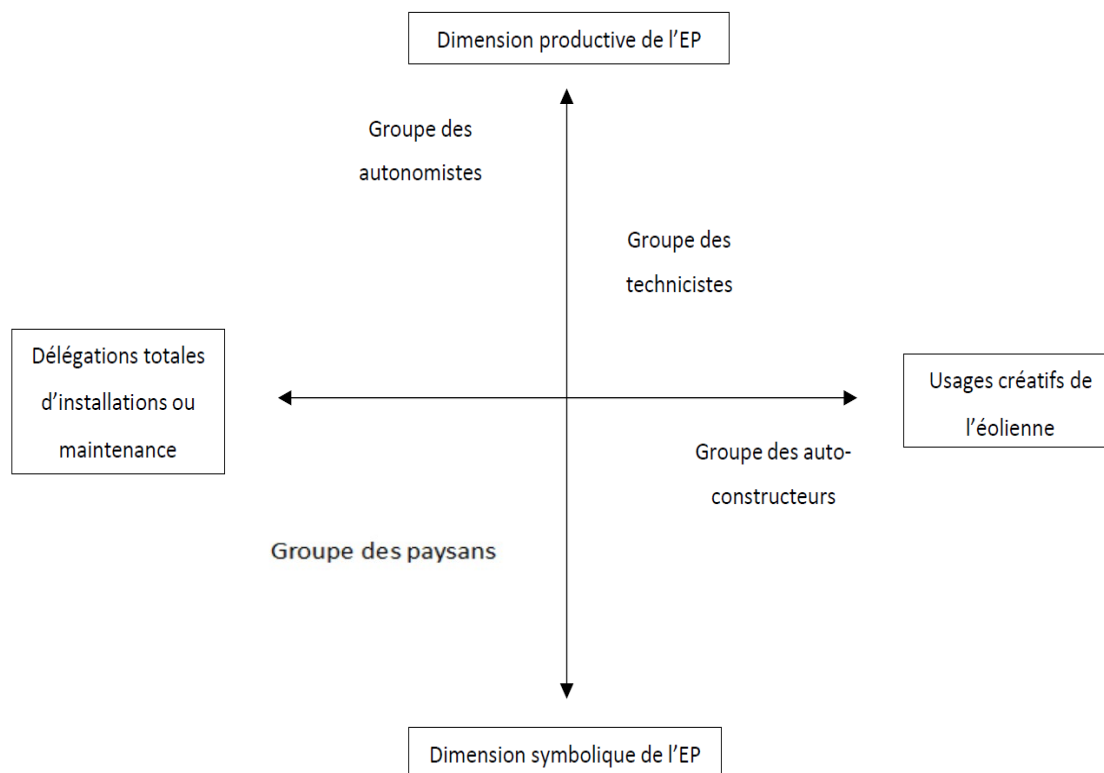 Dimension productive de l’EP
Groupe des
autonomistes
Groupe des
technicistes
Délégations totales
d’installations ou
maintenance
Usages créatifs de
l’éolienne
Groupe des auto-
constructeurs
Groupe des paysans
Dimension symbolique de l’EP